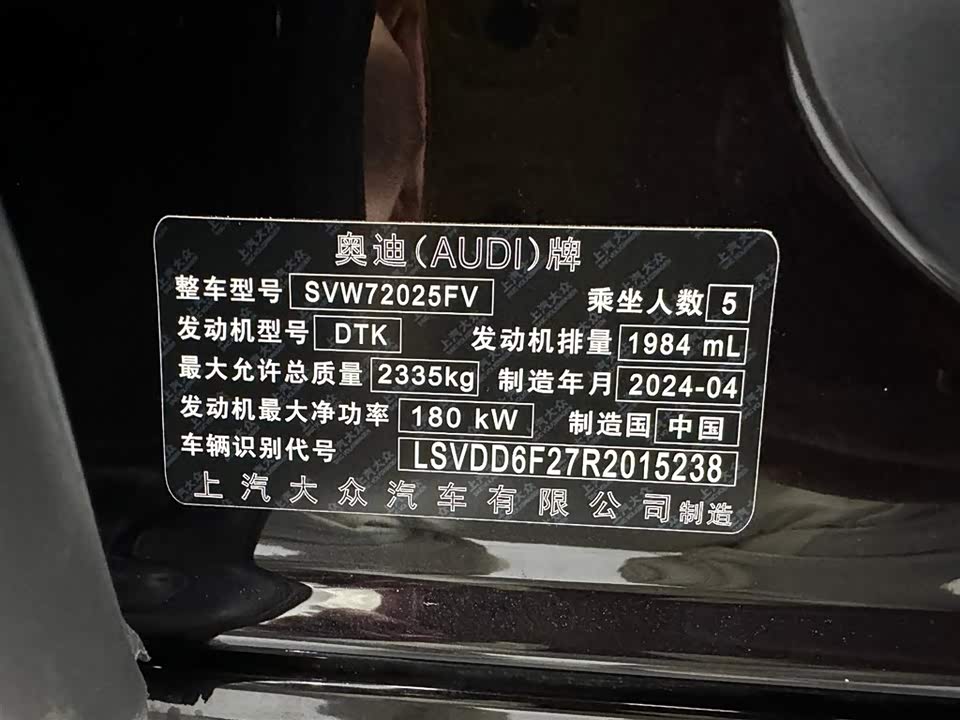 奥迪(AUDI)牌
整车型号 SVW72025FV 乘坐人数 5
发动机型号 DTK 发动机排量 1984 mL
最大允许总质量 2335kg 制造年月 2024-04
发动机最大净功率 180 kW 制造国 中国
车辆识别代号 LSVDD6F27R2015238
上汽大众汽车有限公司制造